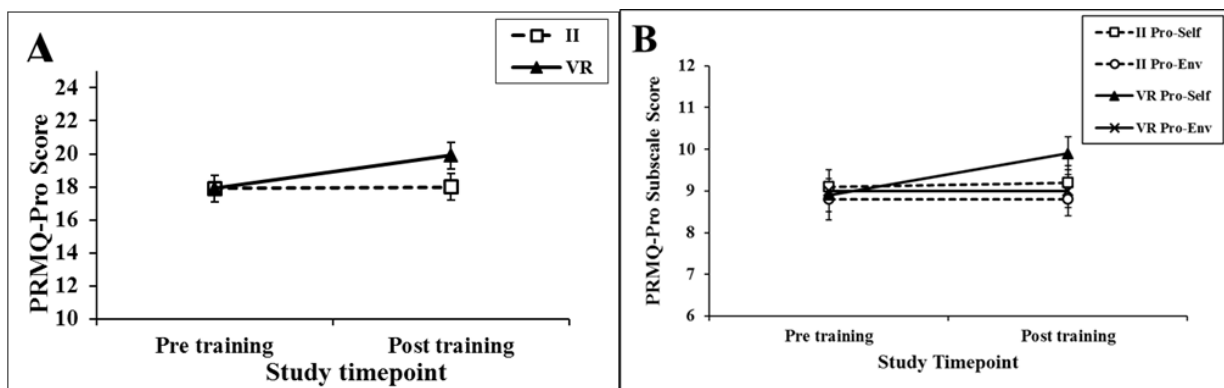 A
II
VR
PRMQ-Pro Score
24
22
20
18
16
14
12
10
Pre training
Post training
Study timepoint
B
II Pro-Self
II Pro-Env
VR Pro-Self
VR Pro-Env
PRMQ-Pro Subscale Score
12
11
10
9
8
7
6
Pre training
Post training
Study Timepoint